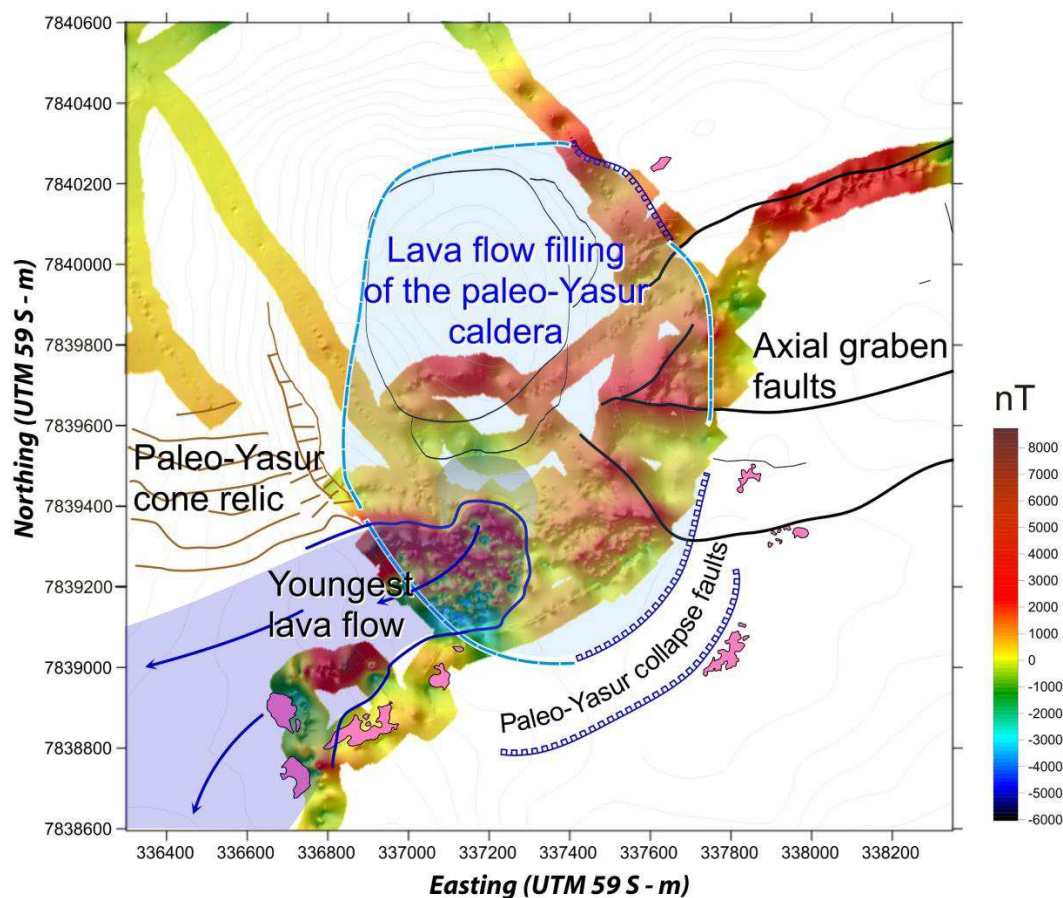 7840600
7840400
7840200
7840000
7839800
7839600
7839400
7839200
7839000
7838800
7838600
Northing (UTM 59 S - m)
Lava flow filling
of the paleo-Yasur
caldera
Axial graben
faults
Paleo-Yasur
cone relic
Youngest
lava flow
Paleo-Yasur collapse faults
nT
8000
7000
6000
5000
4000
3000
2000
1000
0
-1000
-2000
-3000
-4000
-5000
-6000
336400 336600 336800 337000 337200 337400 337600 337800 338000 338200
Easting (UTM 59 S - m)